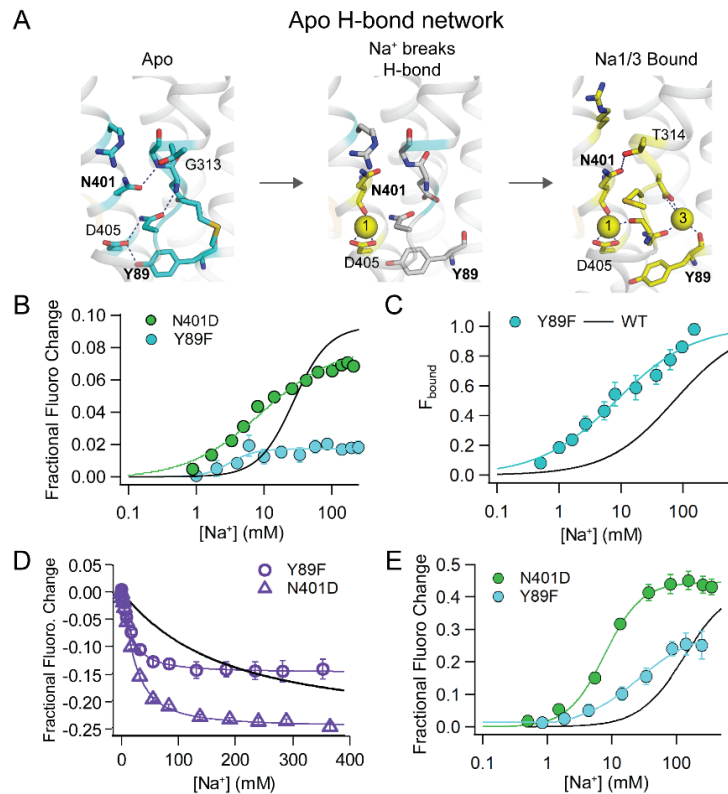 A
Apo H-bond network
Apo
Na⁺ breaks
H-bond
Na1/3 Bound
N401
G313
D405
Y89
N401
1
D405
Y89
N401
T314
1
3
D405
Y89
B
Fractional Fluoro Change
0.10
0.08
0.06
0.04
0.02
0.00
N401D
Y89F
0.1
1
10
100
[Na⁺] (mM)
C
F bound
1.0
0.8
0.6
0.4
0.2
0.0
Y89F
WT
0.1
1
10
100
[Na⁺] (mM)
D
Fractional Fluoro. Change
0.05
0.00
-0.05
-0.10
-0.15
-0.20
-0.25
Y89F
N401D
0
100
200
300
400
[Na⁺] (mM)
E
Fractional Fluoro Change
0.5
0.4
0.3
0.2
0.1
0.0
N401D
Y89F
0.1
1
10
100
[Na⁺] (mM)